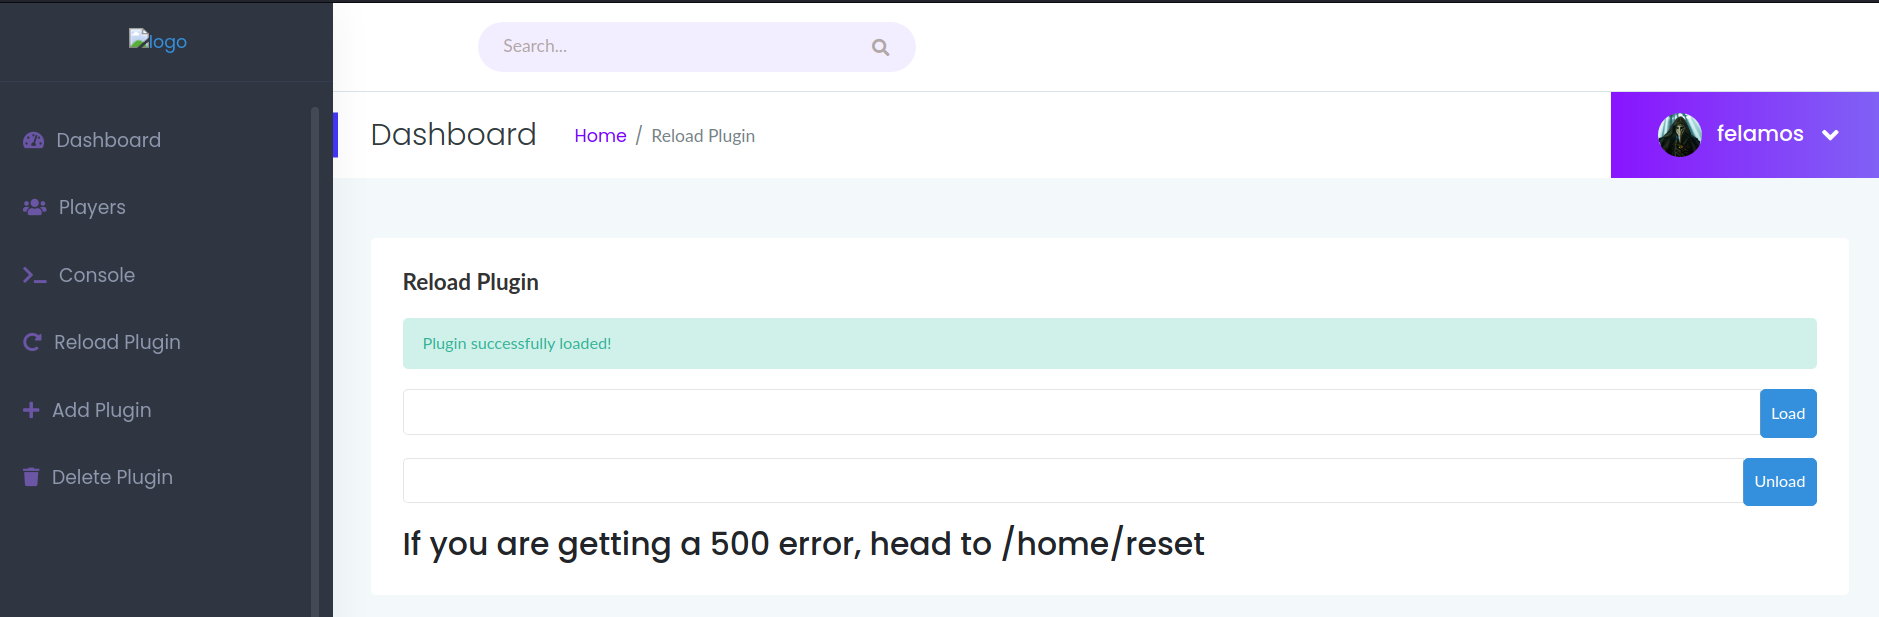 logo
Search...
Dashboard
Players
Console
Reload Plugin
Add Plugin
Delete Plugin
Dashboard
Home / Reload Plugin
felamos
Reload Plugin
Plugin successfully loaded!
Load
Unload
If you are getting a 500 error, head to /home/reset